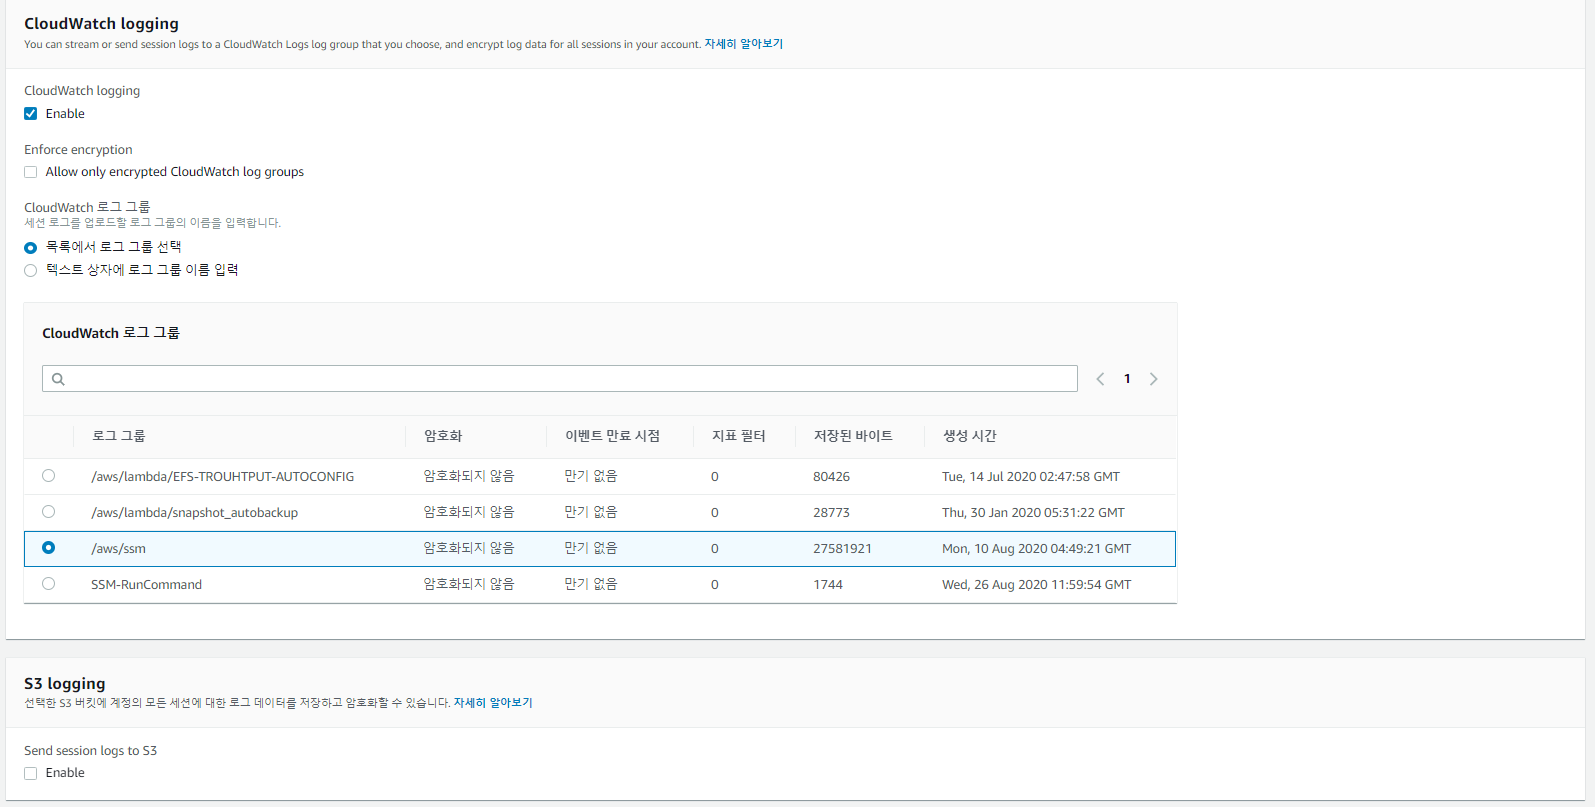 CloudWatch logging
You can stream or send session logs to a CloudWatch Logs log group that you choose, and encrypt log data for all sessions in your account. 자세히 알아보기
CloudWatch logging
Enable
Enforce encryption
Allow only encrypted CloudWatch log groups
CloudWatch 로그 그룹
세션 로그를 업로드할 로그 그룹의 이름을 입력합니다.
목록에서 로그 그룹 선택
텍스트 상자에 로그 그룹 이름 입력
CloudWatch 로그 그룹
1
로그 그룹 암호화 이벤트 만료 시점 지표 필터 저장된 바이트 생성 시간
/aws/lambda/EFS-TROUHTPUT-AUTOCONFIG 암호화되지 않음 만기 없음 0 80426 Tue, 14 Jul 2020 02:47:58 GMT
/aws/lambda/snapshot_autobackup 암호화되지 않음 만기 없음 0 28773 Thu, 30 Jan 2020 05:31:22 GMT
/aws/ssm 암호화되지 않음 만기 없음 0 27581921 Mon, 10 Aug 2020 04:49:21 GMT
SSM-RunCommand 암호화되지 않음 만기 없음 0 1744 Wed, 26 Aug 2020 11:59:54 GMT
S3 logging
선택한 S3 버킷에 계정의 모든 세션에 대한 로그 데이터를 저장하고 암호화할 수 있습니다. 자세히 알아보기
Send session logs to S3
Enable